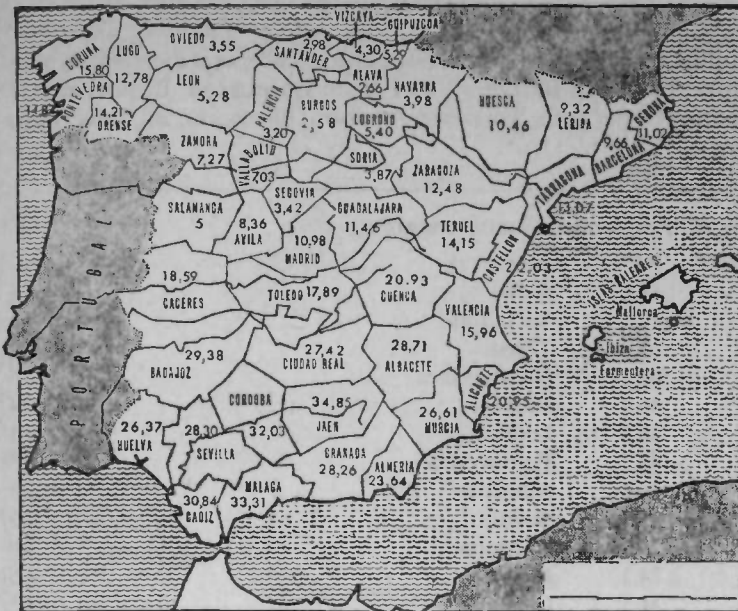 VIZCAYA
GUIPUZCOA
OVIEDO
3,55
2,98
SANTANDER
4,30
CORUÑA
15,80
LUGO
12,78
PONTEVEDRA
14,21
ORENSE
LEON
5,28
PALENCIA
3,20
BURGOS
2,58
ALAVA
2,66
NAVARRA
3,98
LOGROÑO
5,40
HUESCA
10,46
9,32
LERIDA
GERONA
11,02
9,66
BARCELONA
ZAMORA
7,27
VALLADOLID
7,03
SORIA
3,87
ZARAGOZA
12,48
TARRAGONA
13,07
SEGOVIA
3,42
SALAMANCA
5
8,36
AVILA
GUADALAJARA
11,46
10,98
MADRID
TERUEL
14,15
CASTELLON
18,59
CACERES
TOLEDO 17,89
20,93
CUENCA
VALENCIA
15,96
ISLAS BALEARES
Mallorca
Ibiza
Formentera
PORTUGAL
29,38
BADAJOZ
27,42
CIUDAD REAL
28,71
ALBACETE
ALICANTE
20,95
CORDOBA
32,03
34,85
JAEN
26,61
MURCIA
26,37
HUELVA
28,30
SEVILLA
GRANADA
28,26
ALMERIA
23,64
30,84
CADIZ
MALAGA
33,31